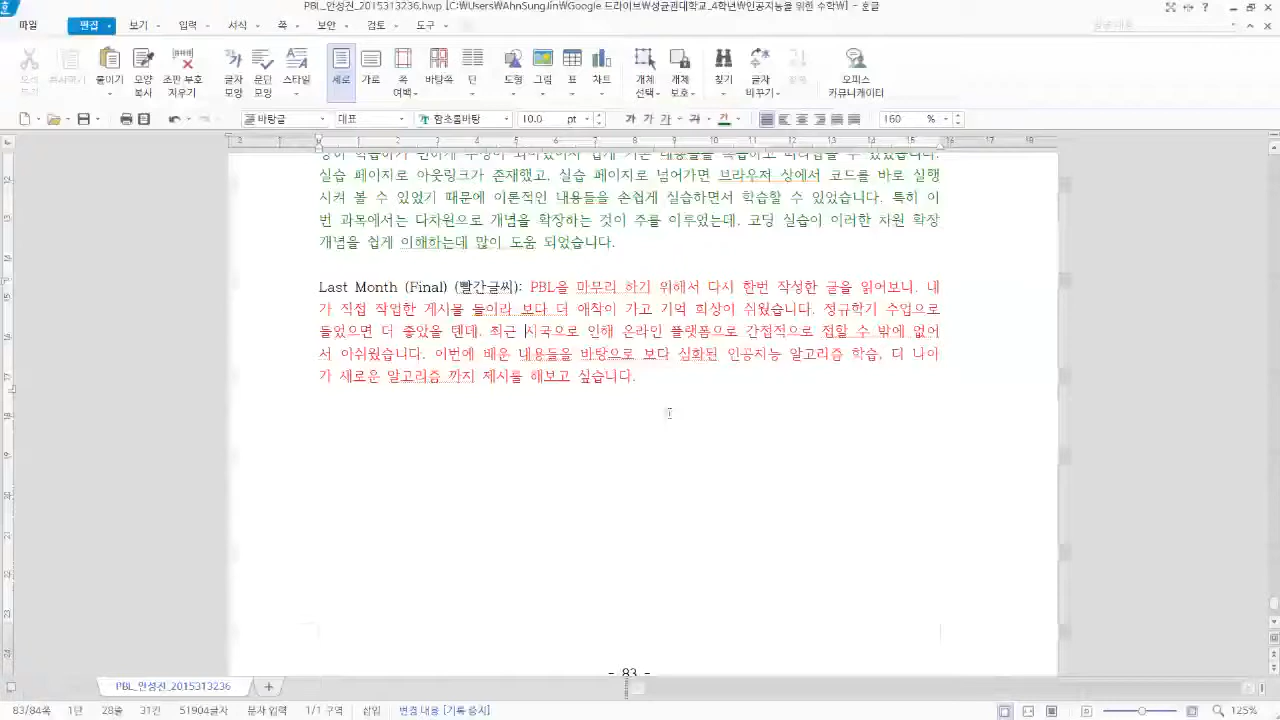 PBL_안성진_2015313236.hwp [C:\Users\AhnSungJin\Google 드라이브\성균관대학교_4학년\인공지능을 위한 수학\] - 한글
파일 편집 보기 입력 서식 쪽 보안 검토 도구
붙이기 모양 복사 조판 부호 지우기 글자 모양 문단 모양 스타일 세로 가로 쪽 여백 바탕쪽 단 도형 그림 표 차트 개체 선택 개체 보호 찾기 글자 바꾸기 오피스 커뮤니케이터
바탕글 대표 함초롬바탕 10.0 pt 160 %
실습 페이지로 아웃링크가 존재했고, 실습 페이지로 넘어가면 브라우저 상에서 코드를 바로 실행
시켜 볼 수 있었기 때문에 이론적인 내용들을 손쉽게 실습하면서 학습할 수 있었습니다. 특히 이
번 과목에서는 다차원으로 개념을 확장하는 것이 주를 이루었는데, 코딩 실습이 이러한 차원 확장
개념을 쉽게 이해하는데 많이 도움 되었습니다.
Last Month (Final) (빨간글씨): PBL을 마무리 하기 위해서 다시 한번 작성한 글을 읽어보니, 내
가 직접 작업한 게시물 들이라 보다 더 애착이 가고 기억 회상이 쉬웠습니다. 정규학기 수업으로
들었으면 더 좋았을 텐데, 최근 시국으로 인해 온라인 플랫폼으로 간접적으로 접할 수 밖에 없어
서 아쉬웠습니다. 이번에 배운 내용들을 바탕으로 보다 심화된 인공지능 알고리즘 학습, 더 나아
가 새로운 알고리즘 까지 제시를 해보고 싶습니다.
- 83 -
PBL_안성진_2015313236
83/84쪽 1단 28줄 31칸 51904글자 문자 입력 1/1 구역 삽입 변경 내용 [기록 중지] 125%